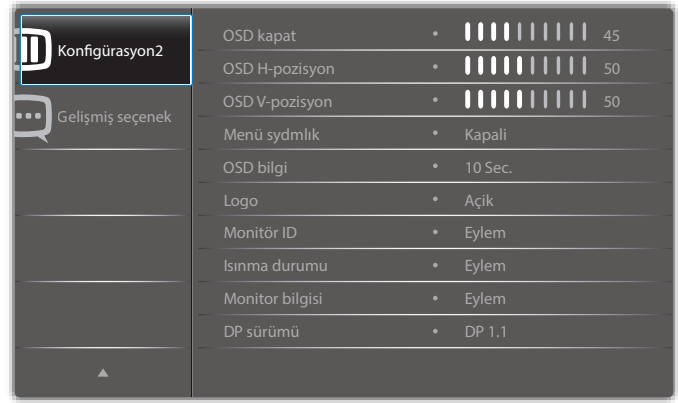 Konfigürasyon2
Gelişmiş seçenek
OSD kapat • 45
OSD H-pozisyon • 50
OSD V-pozisyon • 50
Menü sydmlık • Kapali
OSD bilgi • 10 Sec.
Logo • Açik
Monitör ID • Eylem
Isınma durumu • Eylem
Monitor bilgisi • Eylem
DP sürümü • DP 1.1